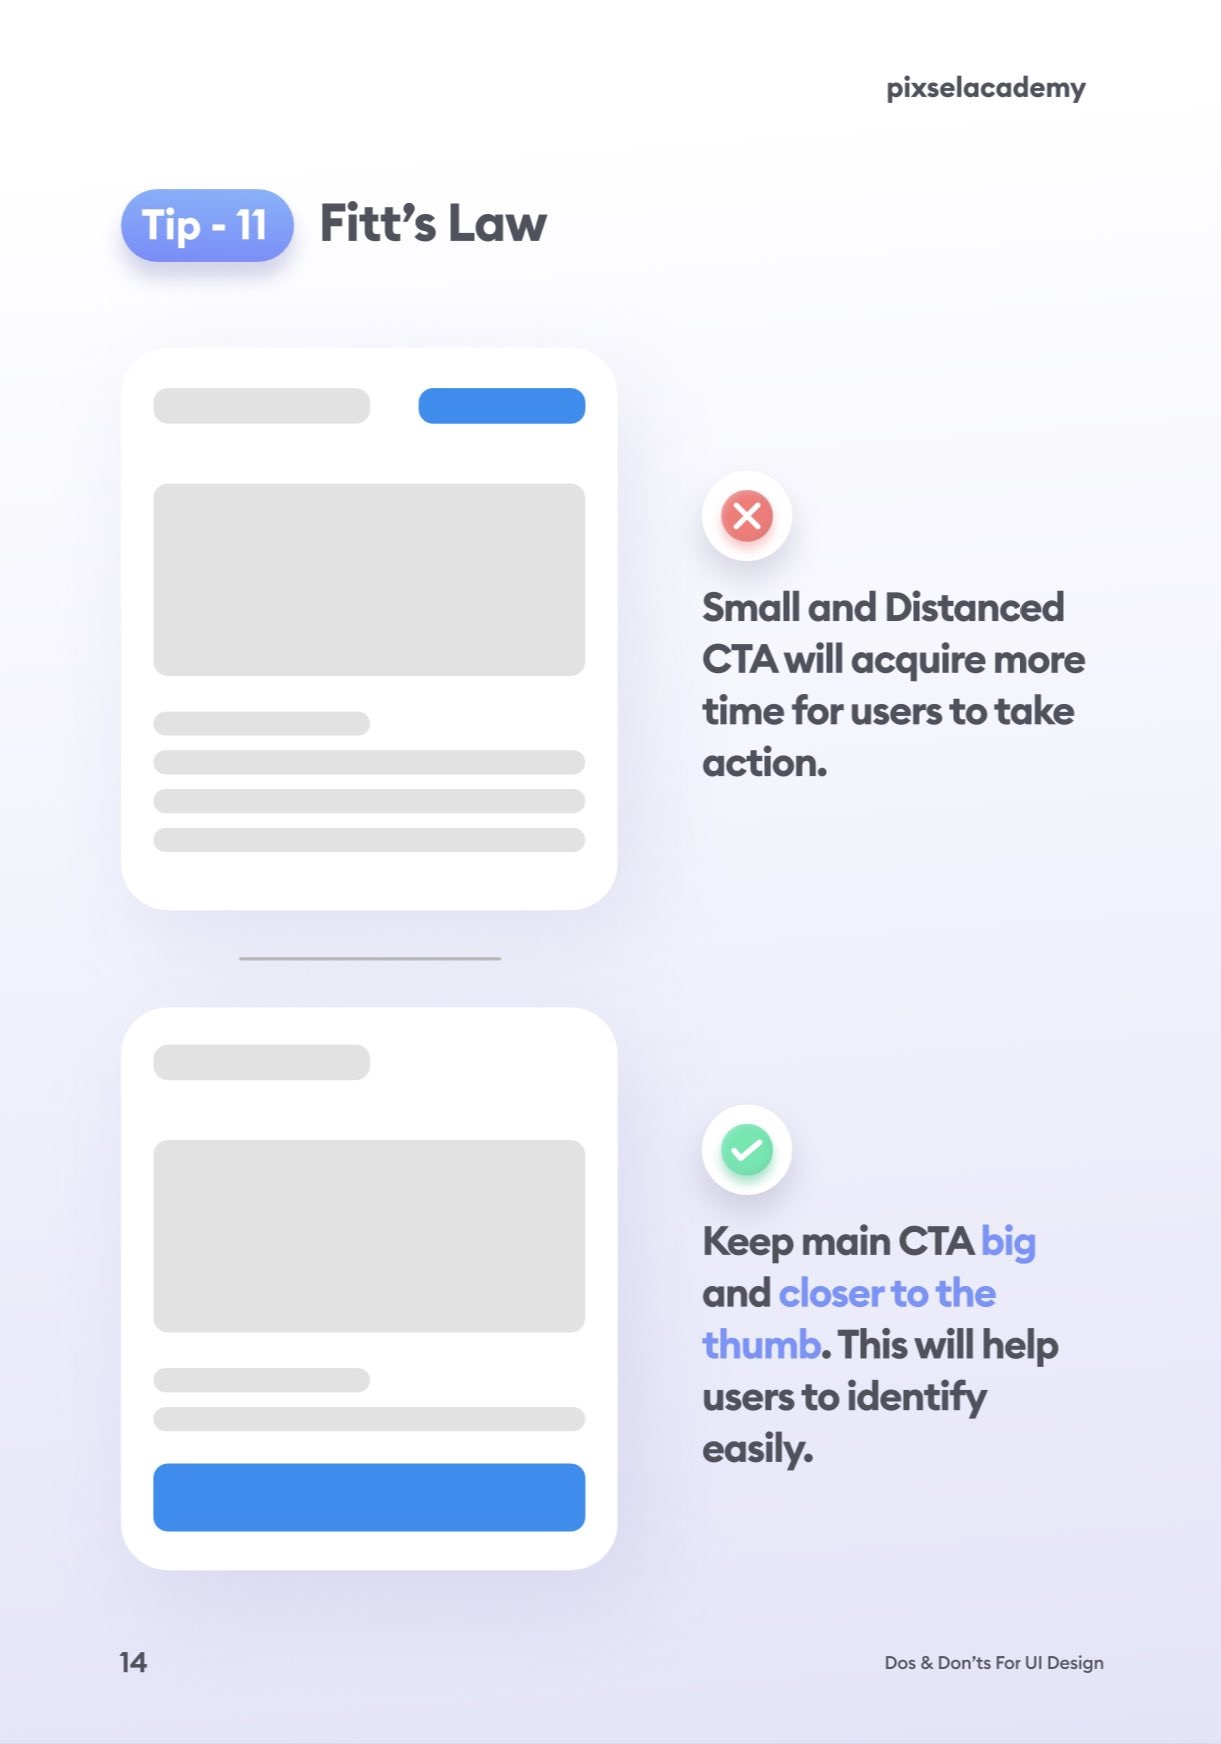 pixselacademy
Tip - 11
Fitt’s Law
Small and Distanced
CTA will acquire more
time for users to take
action.
Keep main CTA big
and closer to the
thumb. This will help
users to identify
easily.
14
Dos & Don’ts For UI Design